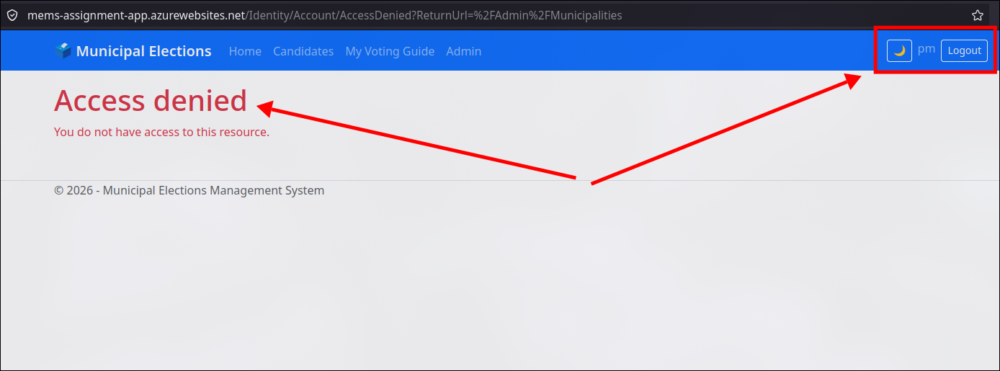 mems-assignment-app.azurewebsites.net/Identity/Account/AccessDenied?ReturnUrl=%2FAdmin%2FMunicipalities
Municipal Elections Home Candidates My Voting Guide Admin pm Logout
Access denied
You do not have access to this resource.
© 2026 - Municipal Elections Management System